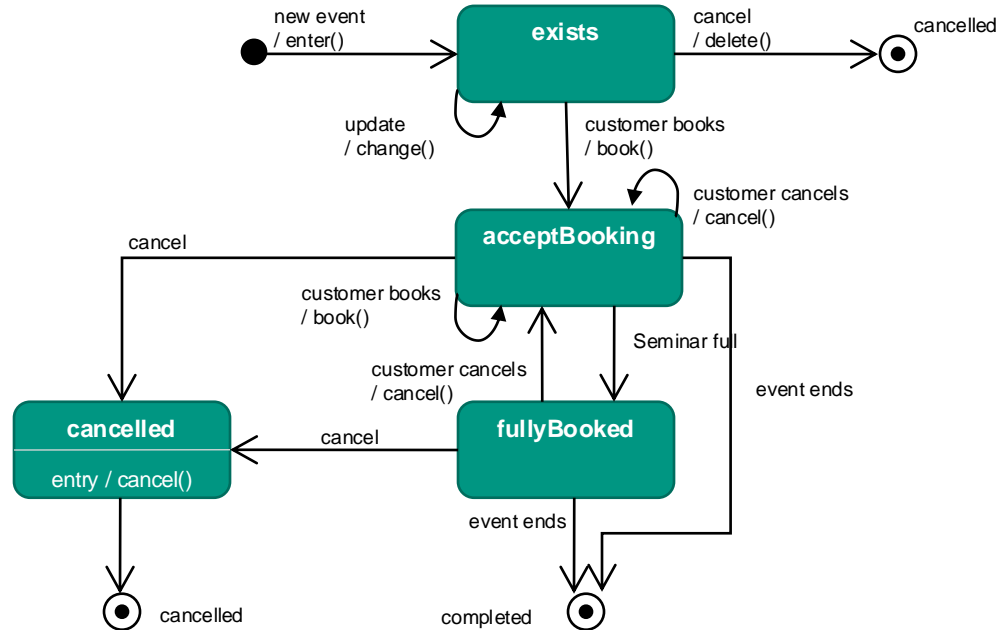 new event
/ enter()
exists
cancel
/ delete()
cancelled
update
/ change()
customer books
/ book()
customer cancels
/ cancel()
acceptBooking
cancel
customer books
/ book()
Seminar full
customer cancels
/ cancel()
event ends
cancelled
entry / cancel()
cancel
fullyBooked
event ends
cancelled
completed